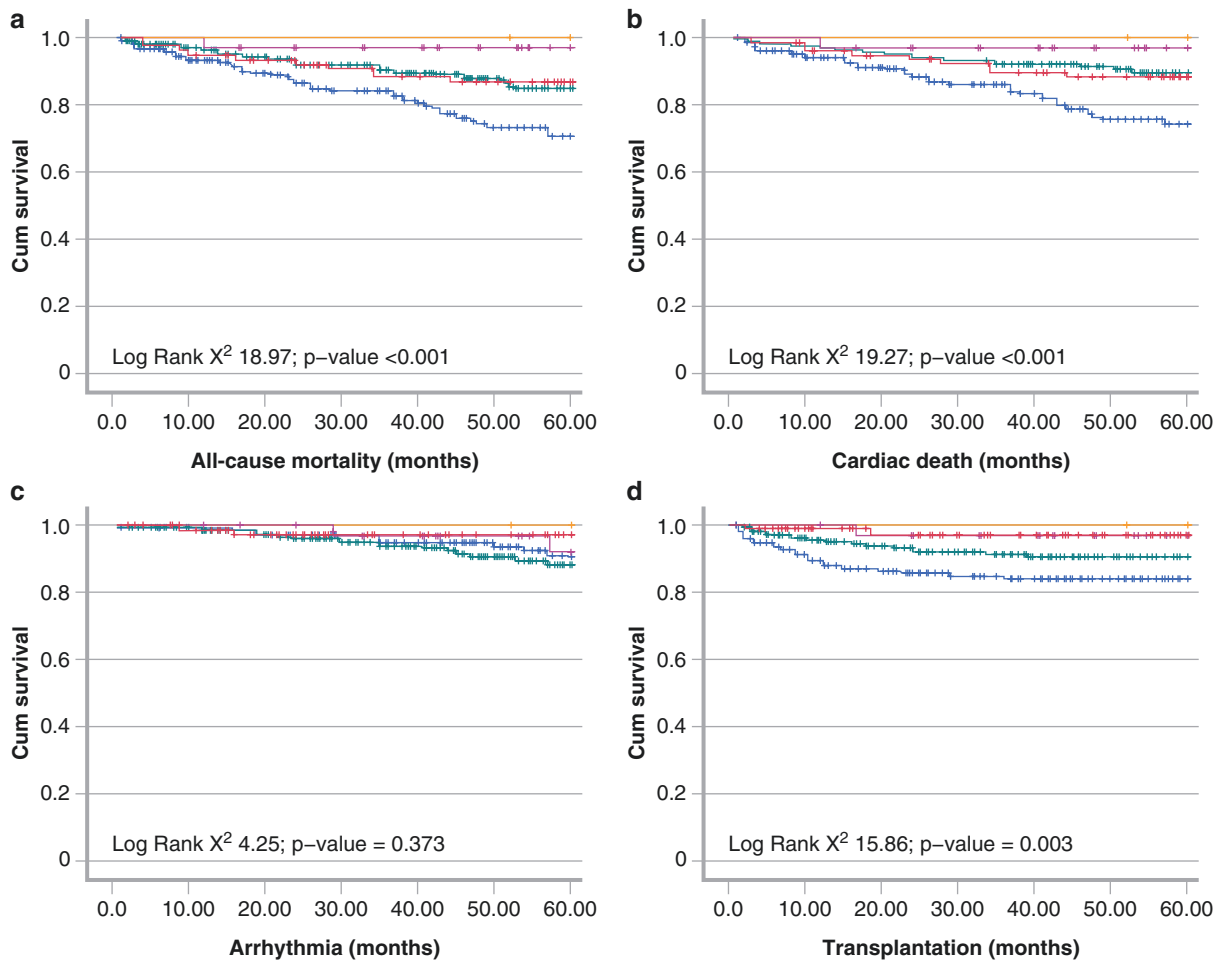 a
1.0
0.8
0.6
0.4
0.2
0
Cum survival
Log Rank X² 18.97; p−value <0.001
0.0 10.00 20.00 30.00 40.00 50.00 60.00
All-cause mortality (months)
b
1.0
0.8
0.6
0.4
0.2
0
Cum survival
Log Rank X² 19.27; p−value <0.001
0.0 10.00 20.00 30.00 40.00 50.00 60.00
Cardiac death (months)
c
1.0
0.8
0.6
0.4
0.2
0
Cum survival
Log Rank X² 4.25; p−value = 0.373
0.0 10.00 20.00 30.00 40.00 50.00 60.00
Arrhythmia (months)
d
1.0
0.8
0.6
0.4
0.2
0
Cum survival
Log Rank X² 15.86; p−value = 0.003
0.0 10.00 20.00 30.00 40.00 50.00 60.00
Transplantation (months)